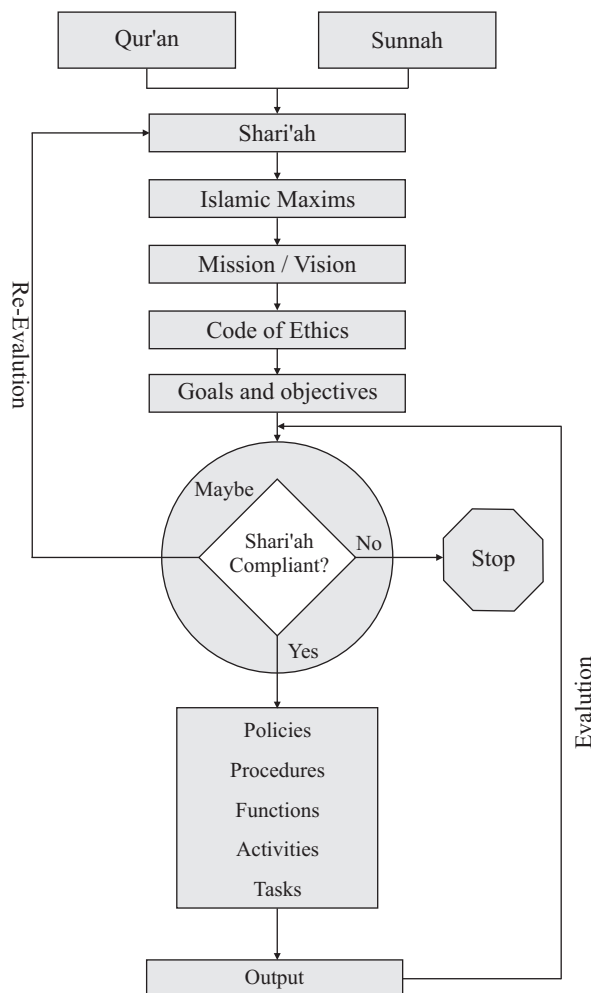 Qur'an
Sunnah
Shari'ah
Islamic Maxims
Mission / Vision
Code of Ethics
Goals and objectives
Re-Evalution
Maybe
Shari'ah
Compliant?
No
Stop
Yes
Evalution
Policies
Procedures
Functions
Activities
Tasks
Output